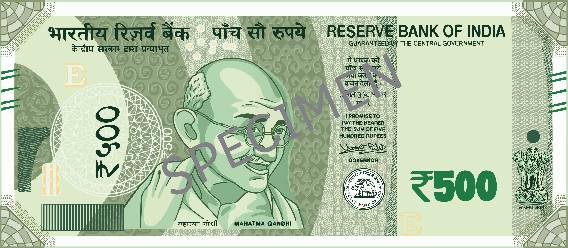 भारतीय रिज़र्व बैंक
पाँच सौ रुपये
RESERVE BANK OF INDIA
केन्द्रीय सरकार द्वारा प्रत्याभूत
GUARANTEED BY THE CENTRAL GOVERNMENT
E
₹५००
SPECIMEN
I PROMISE TO
PAY THE BEARER
THE SUM OF FIVE
HUNDRED RUPEES
GOVERNOR
₹500
E
महात्मा गांधी
MAHATMA GANDHI